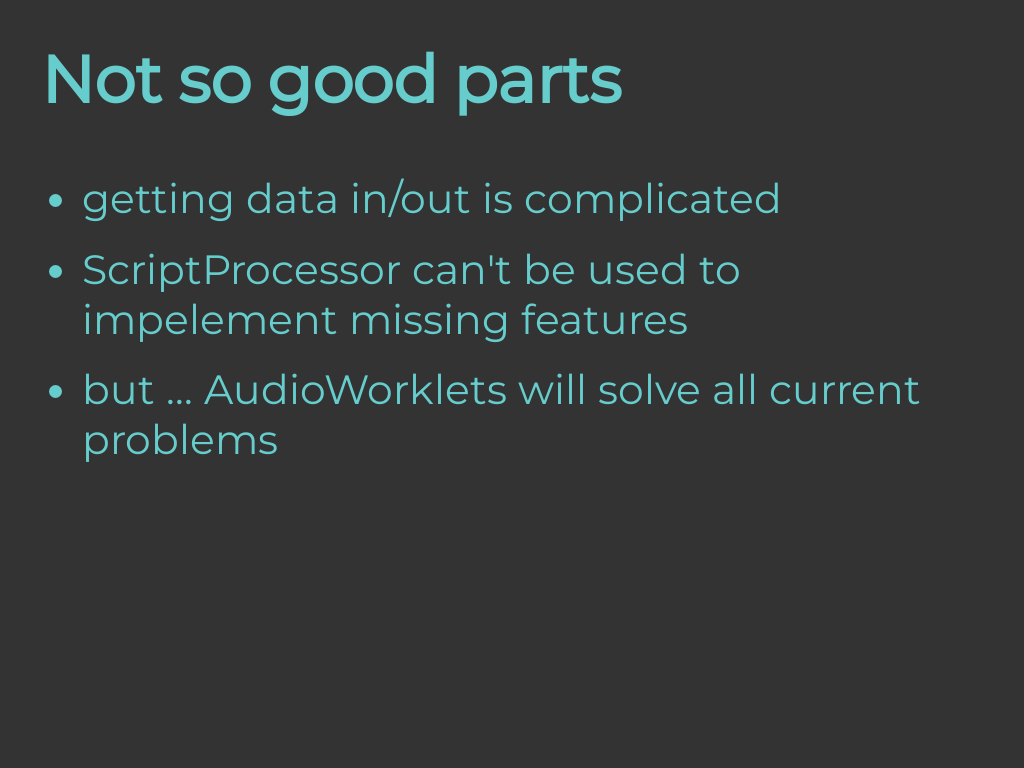 Not so good parts
• getting data in/out is complicated
• ScriptProcessor can't be used to
impelement missing features
• but ... AudioWorklets will solve all current
problems